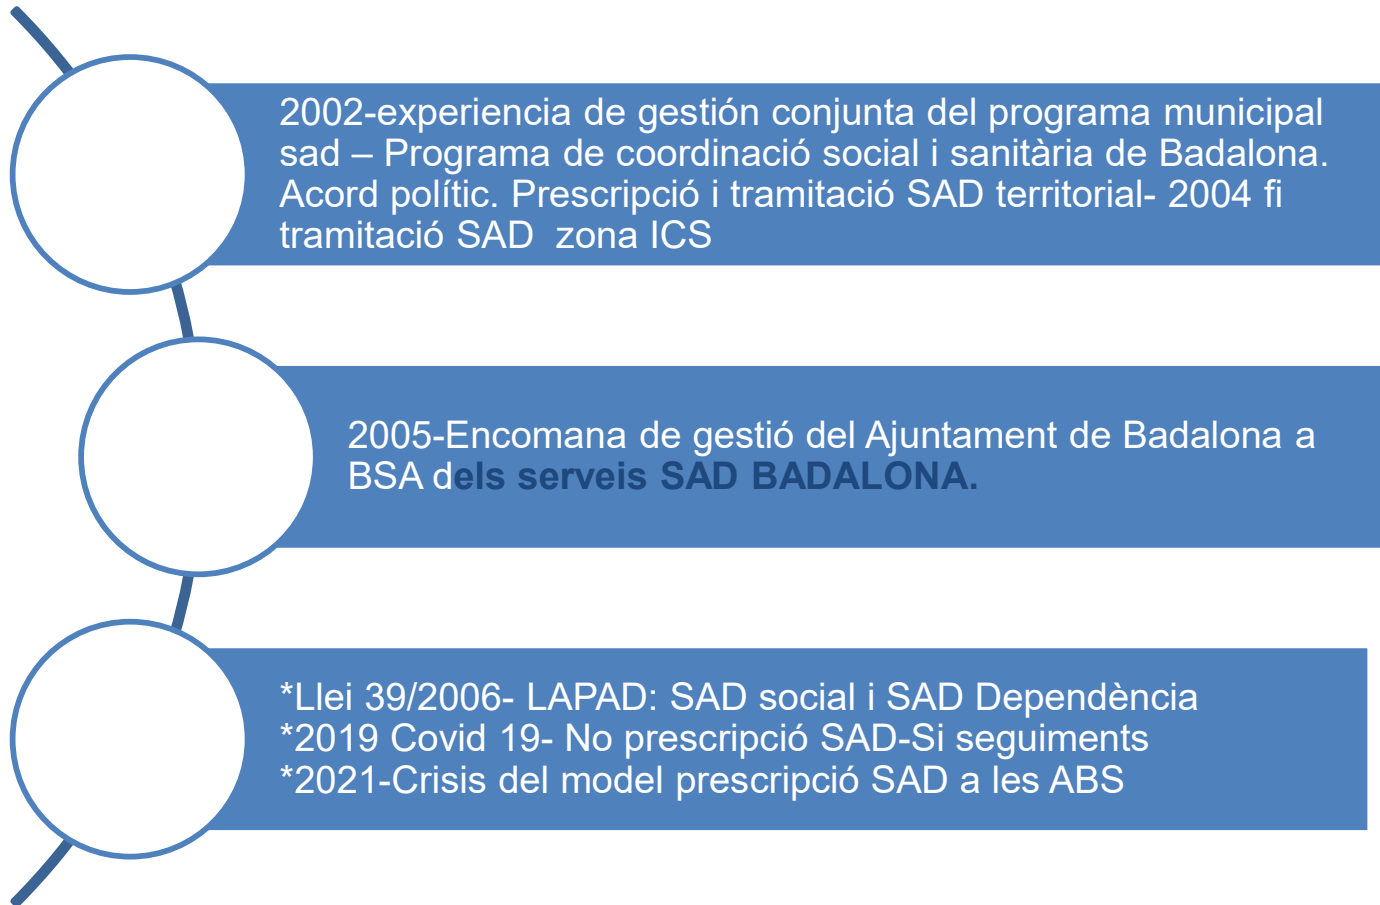 2002-experiencia de gestión conjunta del programa municipal
sad – Programa de coordinació social i sanitària de Badalona.
Acord polític. Prescripció i tramitació SAD territorial- 2004 fi
tramitació SAD  zona ICS
2005-Encomana de gestió del Ajuntament de Badalona a
BSA dels serveis SAD BADALONA.
*Llei 39/2006- LAPAD: SAD social i SAD Dependència
*2019 Covid 19- No prescripció SAD-Si seguiments
*2021-Crisis del model prescripció SAD a les ABS